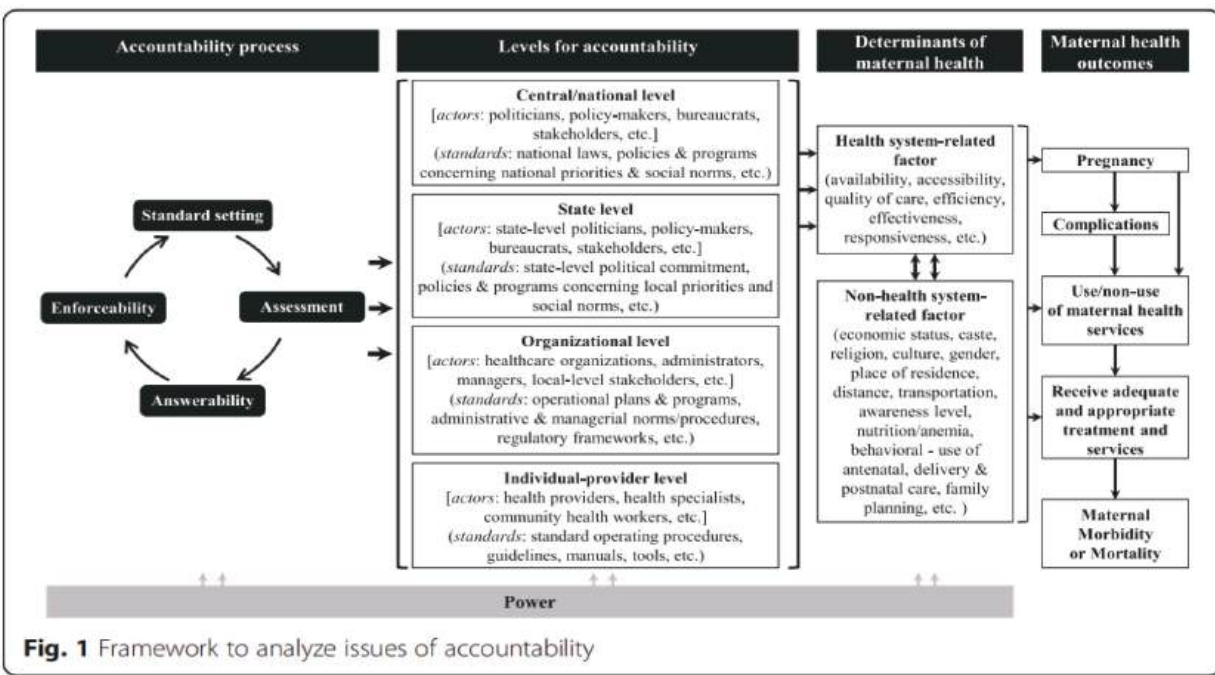 Accountability process
Levels for accountability
Determinants of
maternal health
Maternal health
outcomes
Standard setting
Enforceability
Assessment
Answerability
Central/national level
[actors: politicians, policy-makers, bureaucrats,
stakeholders, etc.]
(standards: national laws, policies & programs
concerning national priorities & social norms, etc.)
State level
[actors: state-level politicians, policy-makers,
bureaucrats, stakeholders, etc.]
(standards: state-level political commitment,
policies & programs concerning local priorities and
social norms, etc.)
Organizational level
[actors: healthcare organizations, administrators,
managers, local-level stakeholders, etc.]
(standards: operational plans & programs,
administrative & managerial norms/procedures,
regulatory frameworks, etc.)
Individual-provider level
[actors: health providers, health specialists,
community health workers, etc.]
(standards: standard operating procedures,
guidelines, manuals, tools, etc.)
Health system-related
factor
(availability, accessibility,
quality of care, efficiency,
effectiveness,
responsiveness, etc.)
Non-health system-
related factor
(economic status, caste,
religion, culture, gender,
place of residence,
distance, transportation,
awareness level,
nutrition/anemia,
behavioral - use of
antenatal, delivery &
postnatal care, family
planning, etc. )
Pregnancy
Complications
Use/non-use
of maternal health
services
Receive adequate
and appropriate
treatment and
services
Maternal
Morbidity
or Mortality
Power
Fig. 1 Framework to analyze issues of accountability